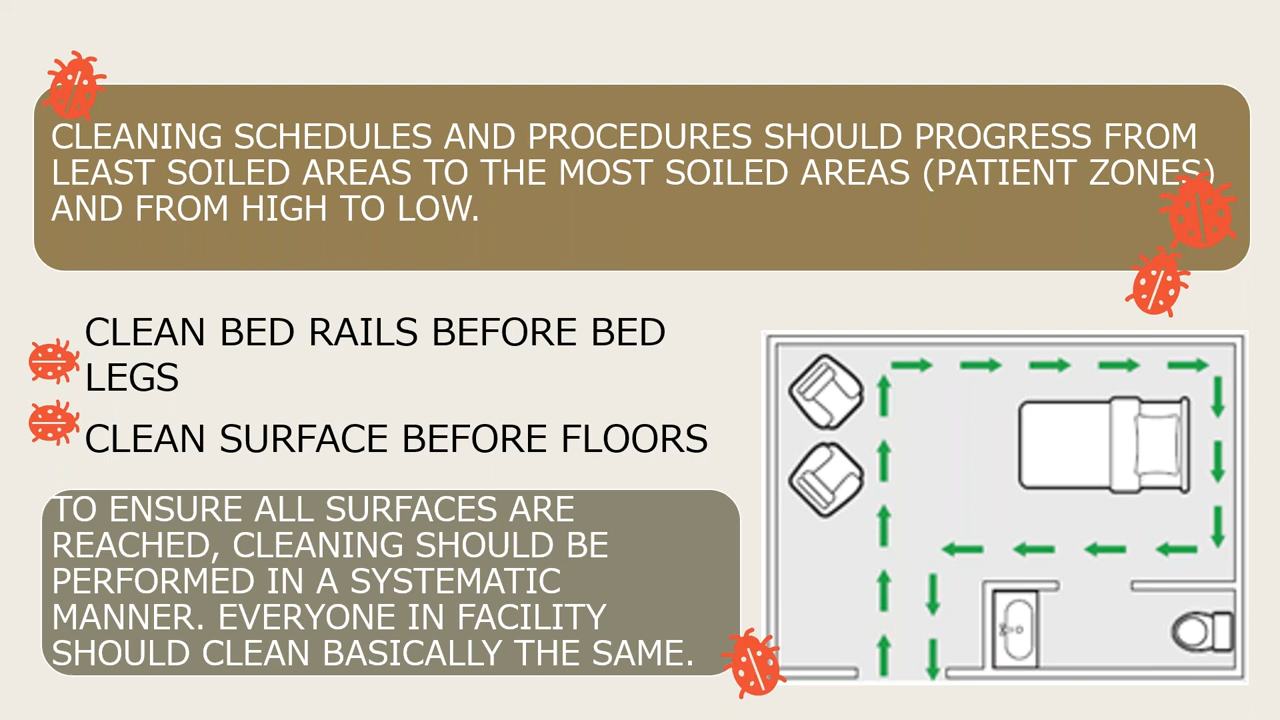 CLEANING SCHEDULES AND PROCEDURES SHOULD PROGRESS FROM
LEAST SOILED AREAS TO THE MOST SOILED AREAS (PATIENT ZONES)
AND FROM HIGH TO LOW.
CLEAN BED RAILS BEFORE BED
LEGS
CLEAN SURFACE BEFORE FLOORS
TO ENSURE ALL SURFACES ARE
REACHED, CLEANING SHOULD BE
PERFORMED IN A SYSTEMATIC
MANNER. EVERYONE IN FACILITY
SHOULD CLEAN BASICALLY THE SAME.